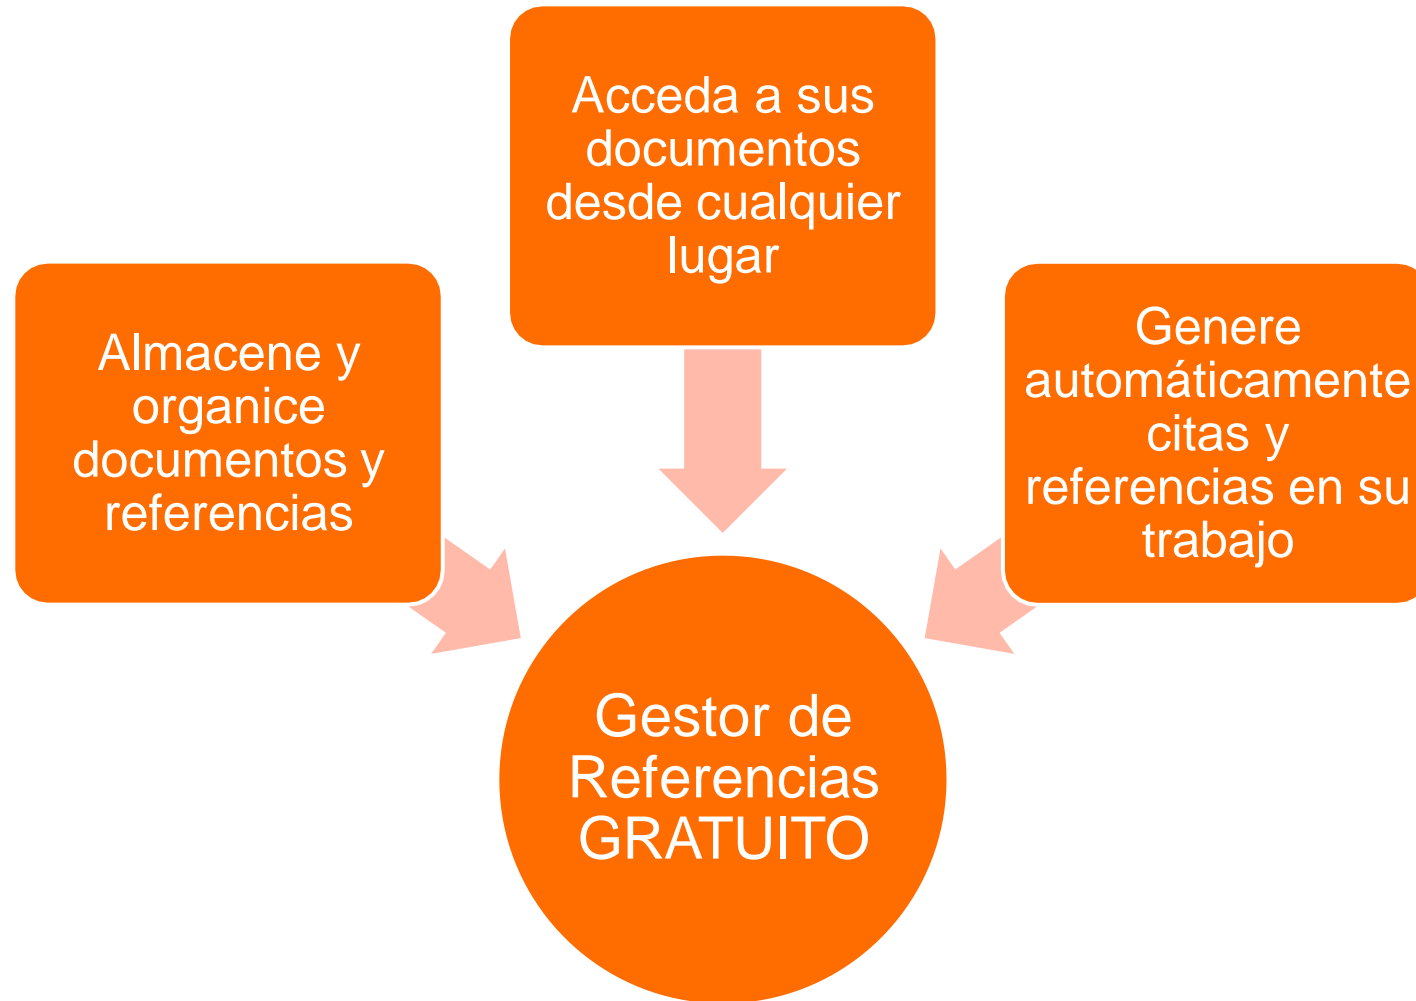 Acceda a sus
documentos
desde cualquier
lugar
Almacene y
organice
documentos y
referencias
Genere
automáticamente
citas y
referencias en su
trabajo
Gestor de
Referencias
GRATUITO